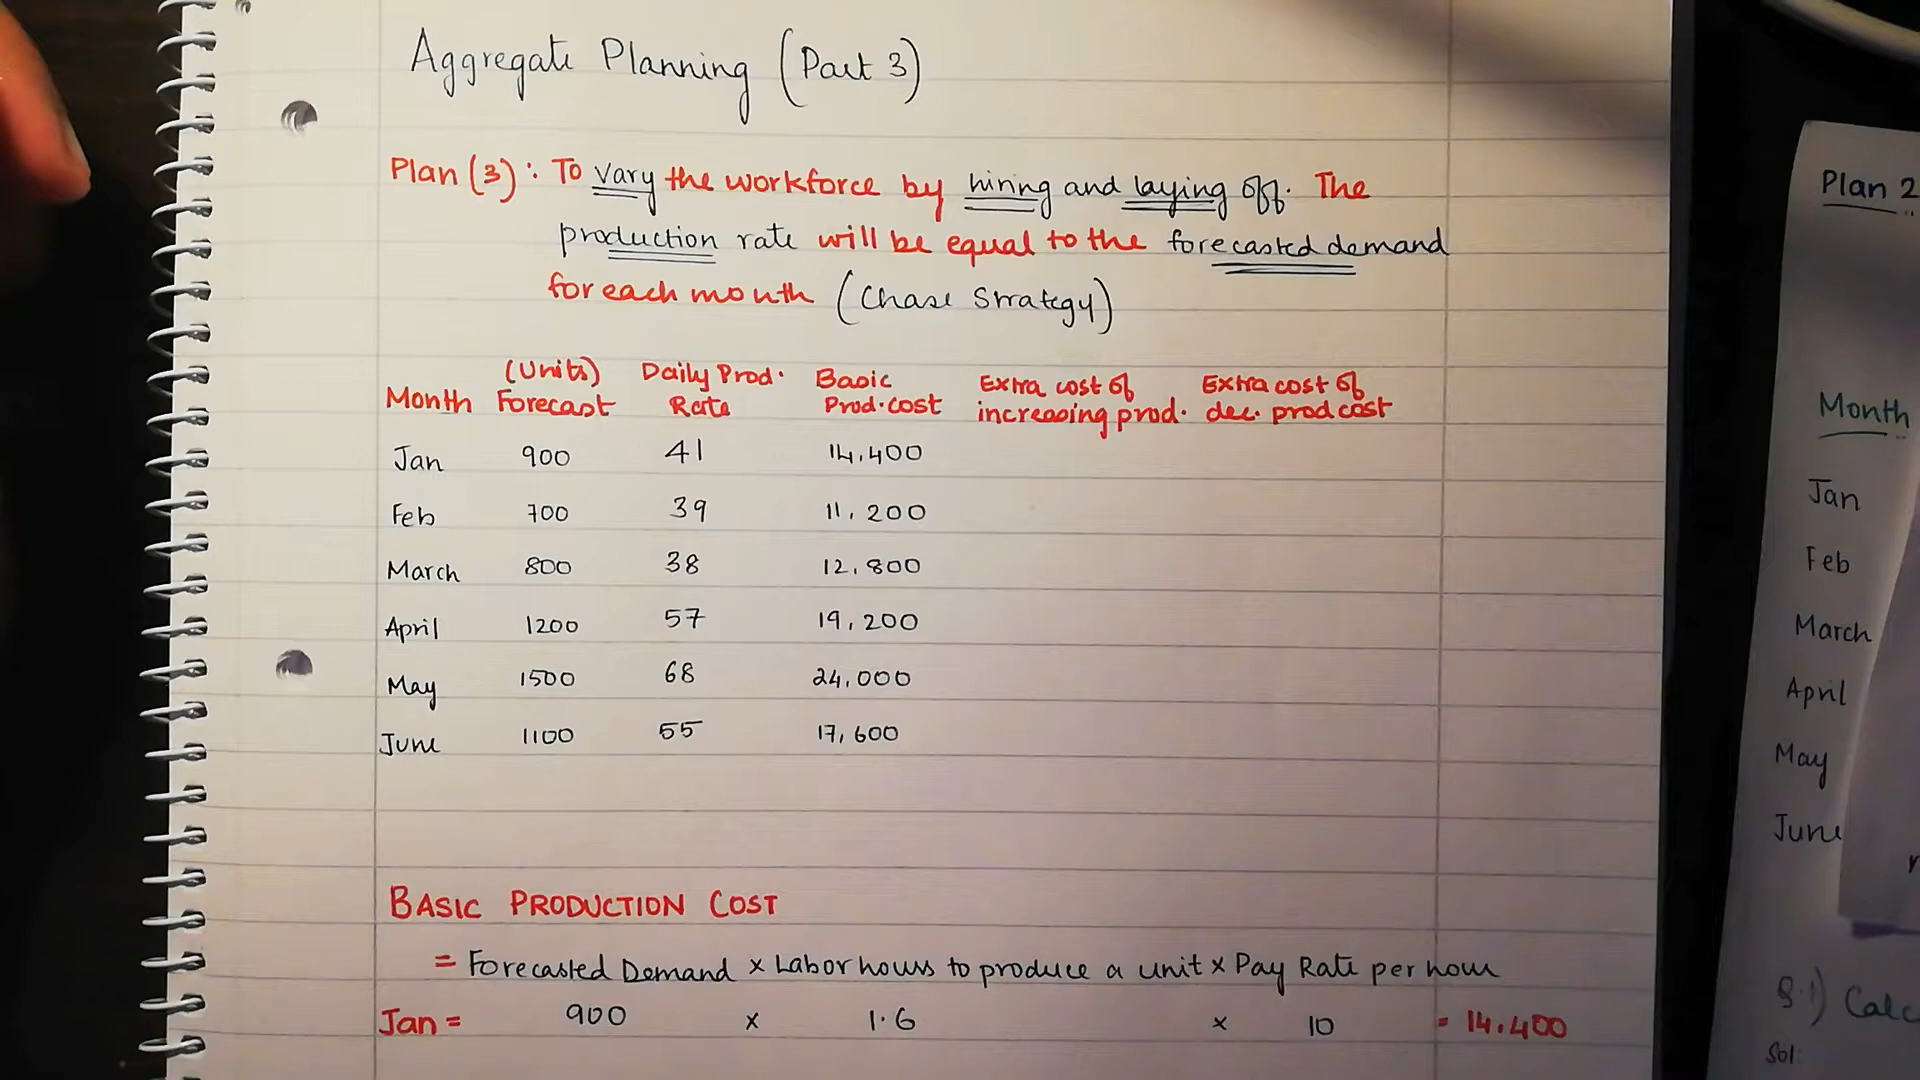 Aggregate Planning (Part 3)
Plan (3): To vary the workforce by hiring and laying off. The
production rate will be equal to the forecasted demand
for each month (Chase Strategy)
Month (Units) Forecast Daily Prod. Rate Basic Prod. cost Extra cost of increasing prod. Extra cost of dec. prod cost
Jan 900 41 14,400
Feb 700 39 11,200
March 800 38 12,800
April 1200 57 19,200
May 1500 68 24,000
June 1100 55 17,600
BASIC PRODUCTION COST
= Forecasted Demand x Labor hours to produce a unit x Pay Rate per hour
Jan = 900 x 1.6 x 10 = 14.400
Plan 2
Month
Jan
Feb
March
April
May
June
Sol: